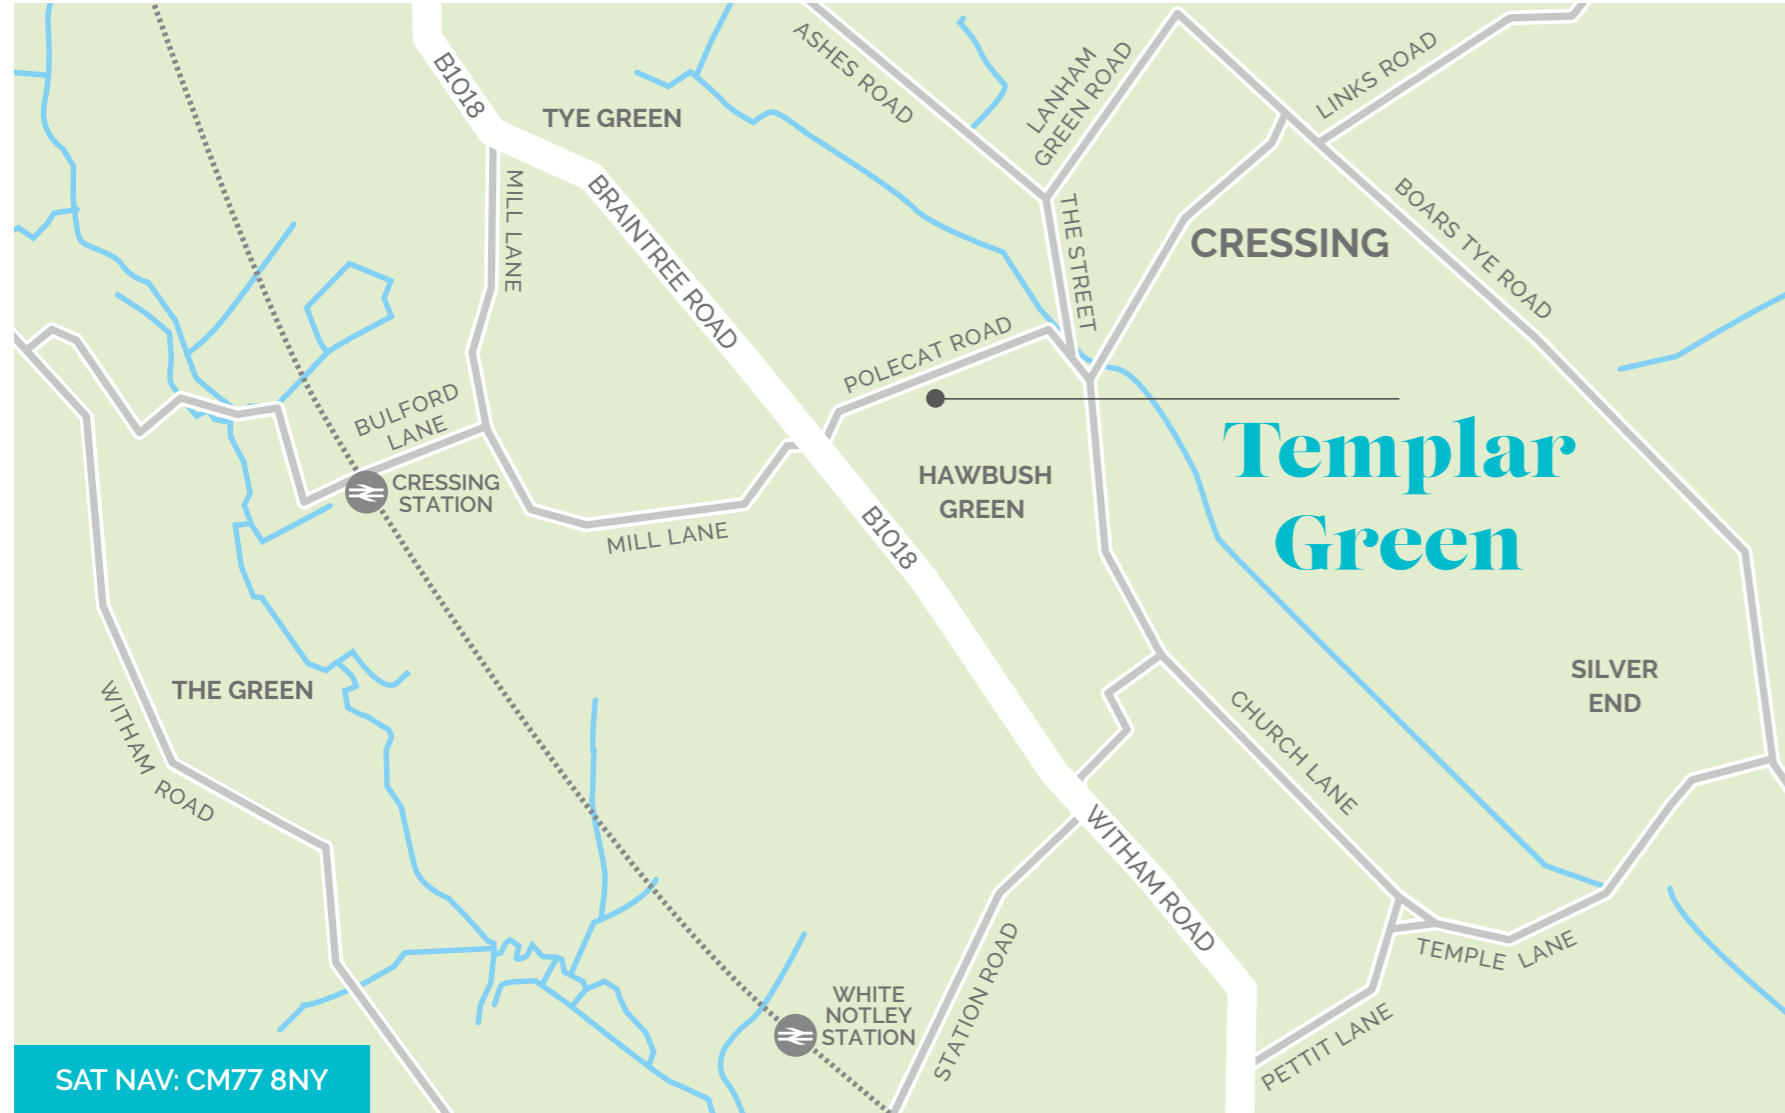 B1018
TYE GREEN
ASHES ROAD
LANHAM
GREEN ROAD
LINKS ROAD
MILL LANE
BRAINTREE ROAD
THE STREET
CRESSING
BOARS TYE ROAD
POLECAT ROAD
BULFORD
LANE
CRESSING
STATION
MILL LANE
HAWBUSH
GREEN
B1018
Templar
Green
THE GREEN
WITHAM ROAD
SILVER
END
CHURCH LANE
WITHAM ROAD
TEMPLE LANE
WHITE
NOTLEY
STATION
STATION ROAD
PETTIT LANE
SAT NAV: CM77 8NY